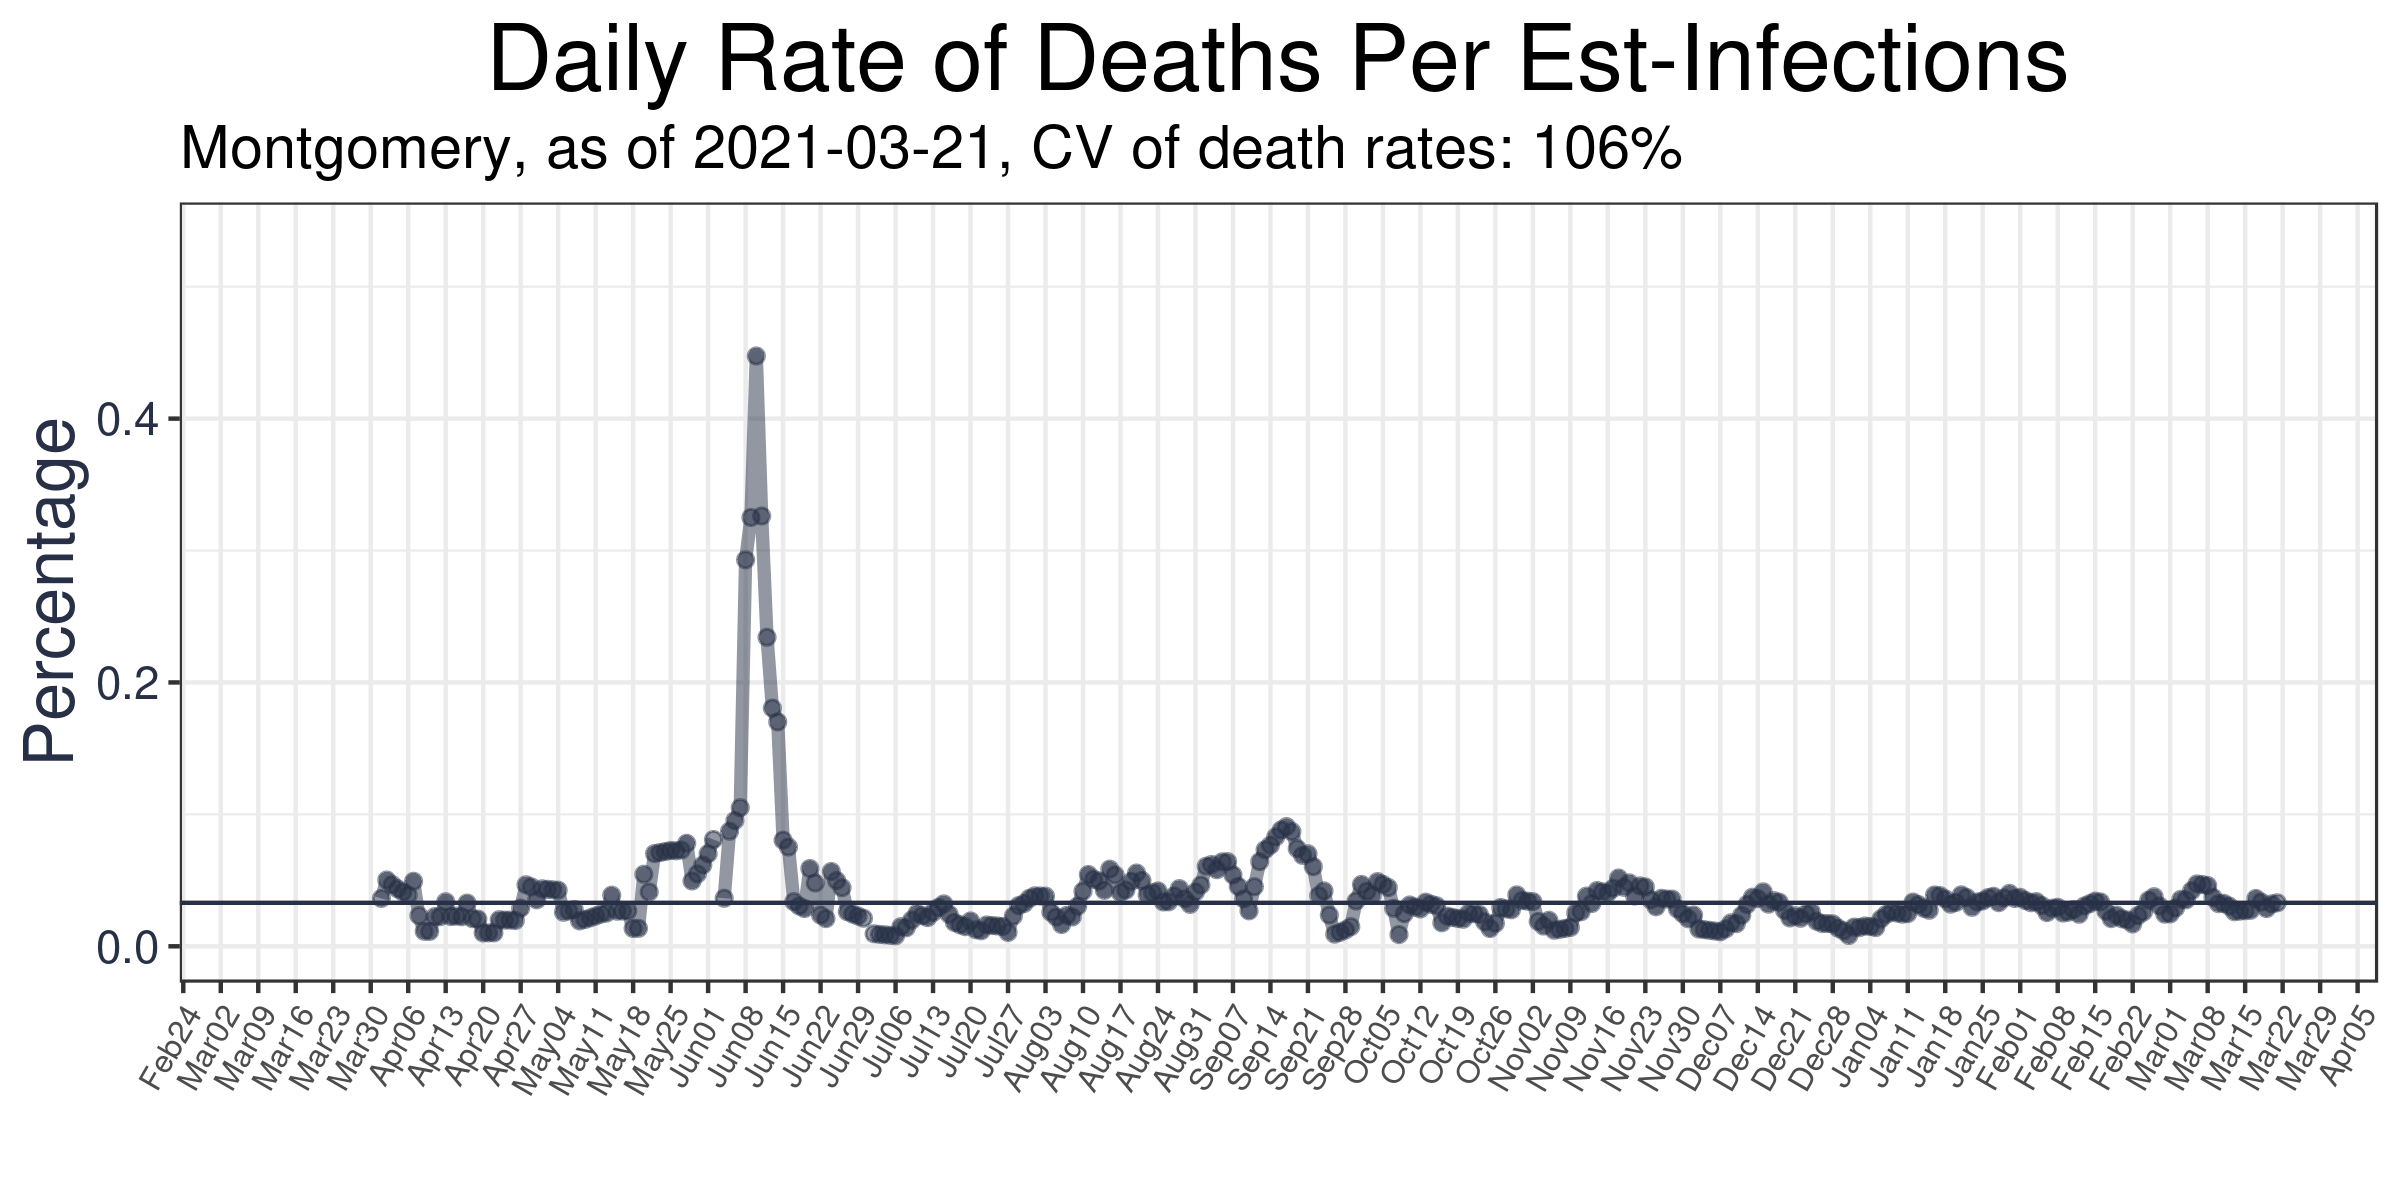 Daily Rate of Deaths Per Est-Infections
Montgomery, as of 2021-03-21, CV of death rates: 106%
Percentage
0.4
0.2
0.0
Feb24
Mar02
Mar09
Mar16
Mar23
Mar30
Apr06
Apr13
Apr20
Apr27
May04
May11
May18
May25
Jun01
Jun08
Jun15
Jun22
Jun29
Jul06
Jul13
Jul20
Jul27
Aug03
Aug10
Aug17
Aug24
Aug31
Sep07
Sep14
Sep21
Sep28
Oct05
Oct12
Oct19
Oct26
Nov02
Nov09
Nov16
Nov23
Nov30
Dec07
Dec14
Dec21
Dec28
Jan04
Jan11
Jan18
Jan25
Feb01
Feb08
Feb15
Feb22
Mar01
Mar08
Mar15
Mar22
Mar29
Apr05